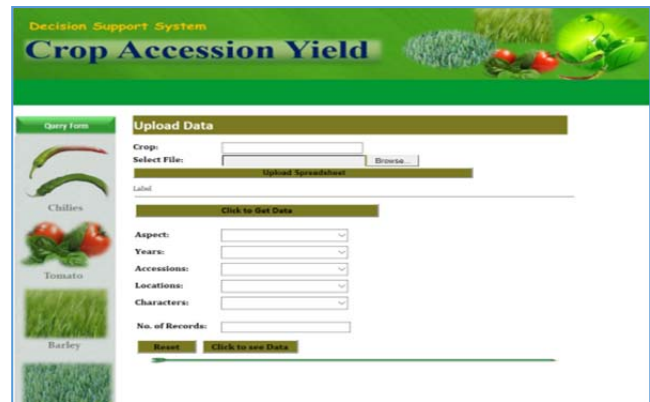 Decision Support System
Crop Accession Yield
Query Form
Upload Data
Crop:
Select File:
Browse...
Upload Spreadsheet
Label
Chilies
Click to Get Data
Aspect:
Years:
Accessions:
Locations:
Characters:
Tomato
No. of Records:
Reset
Click to see Data
Barley